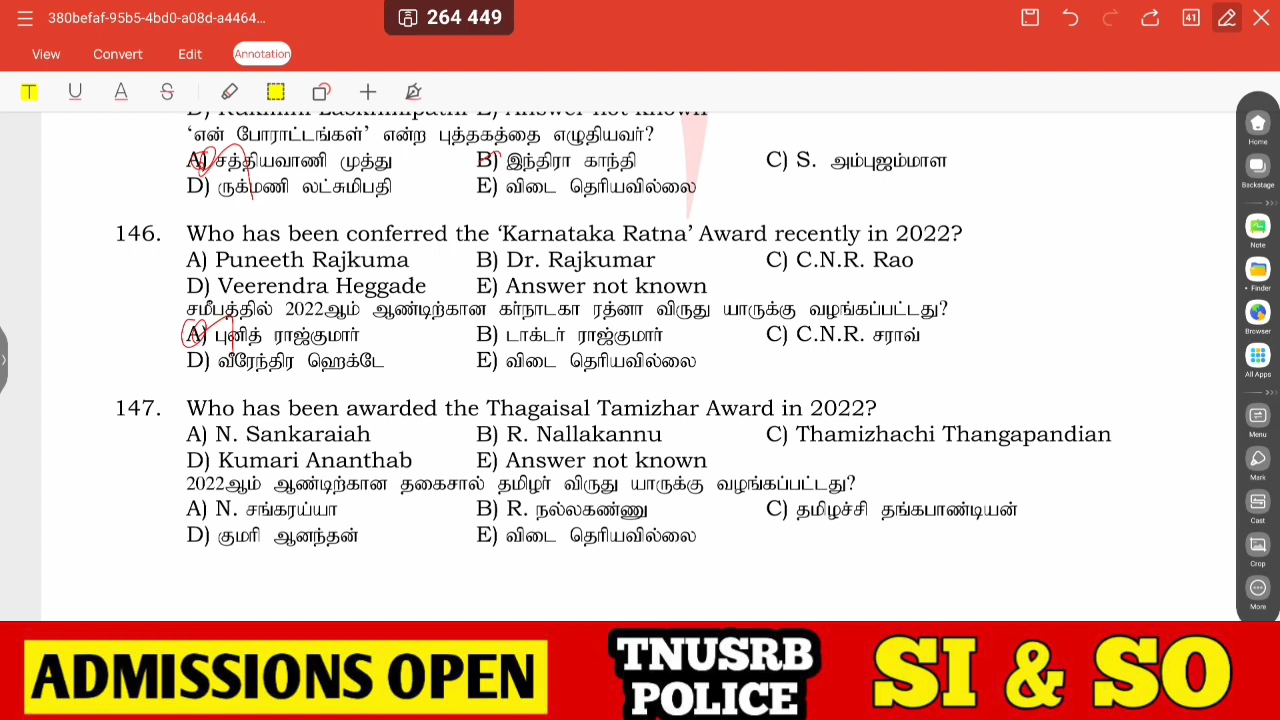 380befaf-95b5-4bd0-a08d-a4464...
264 449
41
View Convert Edit Annotation
T U A S
D) Rukmini Laskhmipathi E) Answer not known
‘என் போராட்டங்கள்’ என்ற புத்தகத்தை எழுதியவர்?
A) சத்தியவாணி முத்து B) இந்திரா காந்தி C) S. அம்புஜம்மாள
D) ருக்மணி லட்சுமிபதி E) விடை தெரியவில்லை
146. Who has been conferred the ‘Karnataka Ratna’ Award recently in 2022?
A) Puneeth Rajkuma B) Dr. Rajkumar C) C.N.R. Rao
D) Veerendra Heggade E) Answer not known
சமீபத்தில் 2022ஆம் ஆண்டிற்கான கர்நாடகா ரத்னா விருது யாருக்கு வழங்கப்பட்டது?
A) புனித் ராஜ்குமார் B) டாக்டர் ராஜ்குமார் C) C.N.R. சராவ்
D) வீரேந்திர ஹெக்டே E) விடை தெரியவில்லை
147. Who has been awarded the Thagaisal Tamizhar Award in 2022?
A) N. Sankaraiah B) R. Nallakannu C) Thamizhachi Thangapandian
D) Kumari Ananthab E) Answer not known
2022ஆம் ஆண்டிற்கான தகைசால் தமிழர் விருது யாருக்கு வழங்கப்பட்டது?
A) N. சங்கரய்யா B) R. நல்லகண்ணு C) தமிழச்சி தங்கபாண்டியன்
D) குமரி ஆனந்தன் E) விடை தெரியவில்லை
Home
Backstage
Note
Finder
Browser
All Apps
Menu
Mark
Cast
Crop
More
ADMISSIONS OPEN TNUSRB POLICE SI & SO